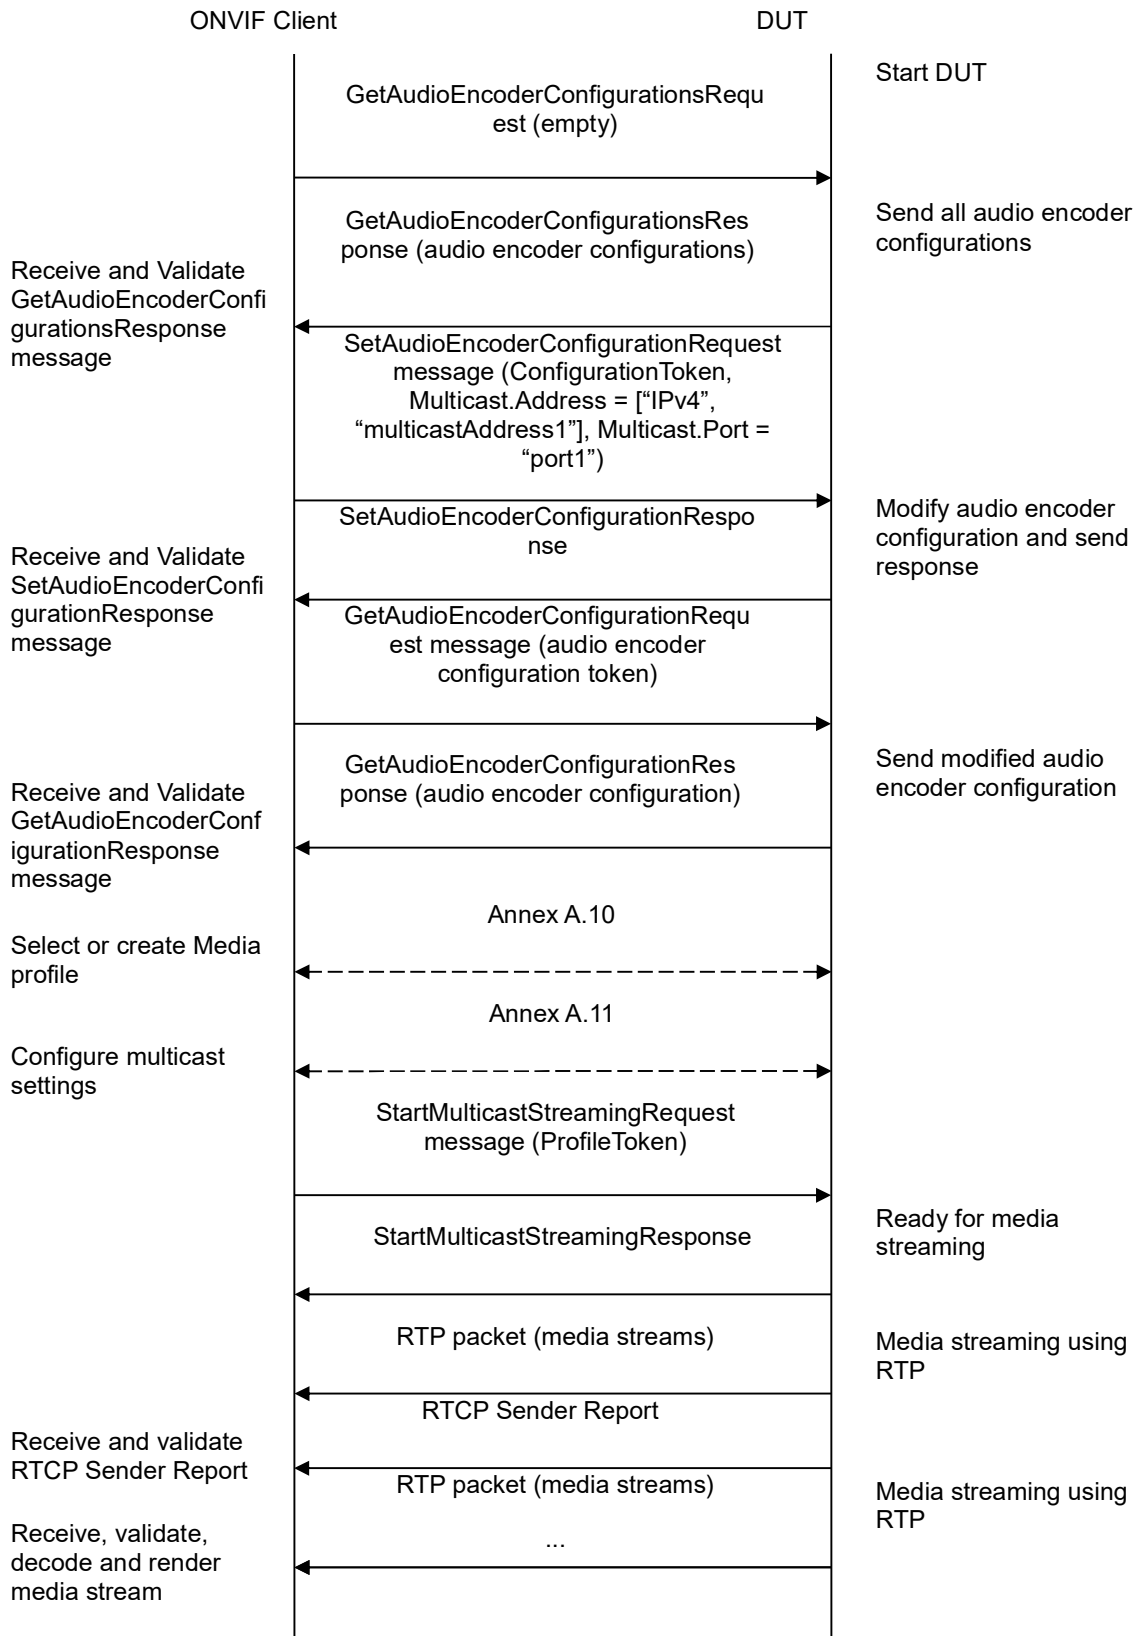 ONVIF Client
DUT
Start DUT
GetAudioEncoderConfigurationsRequ
est (empty)
GetAudioEncoderConfigurationsRes
ponse (audio encoder configurations)
Send all audio encoder
configurations
Receive and Validate
GetAudioEncoderConfi
gurationsResponse
message
SetAudioEncoderConfigurationRequest
message (ConfigurationToken,
Multicast.Address = [“IPv4”,
“multicastAddress1”], Multicast.Port =
“port1”)
SetAudioEncoderConfigurationRespo
nse
Modify audio encoder
configuration and send
response
Receive and Validate
SetAudioEncoderConfi
gurationResponse
message
GetAudioEncoderConfigurationRequ
est message (audio encoder
configuration token)
GetAudioEncoderConfigurationRes
ponse (audio encoder configuration)
Send modified audio
encoder configuration
Receive and Validate
GetAudioEncoderConf
igurationResponse
message
Annex A.10
Select or create Media
profile
Annex A.11
Configure multicast
settings
StartMulticastStreamingRequest
message (ProfileToken)
StartMulticastStreamingResponse
Ready for media
streaming
RTP packet (media streams)
Media streaming using
RTP
RTCP Sender Report
Receive and validate
RTCP Sender Report
RTP packet (media streams)
Media streaming using
RTP
...
Receive, validate,
decode and render
media stream